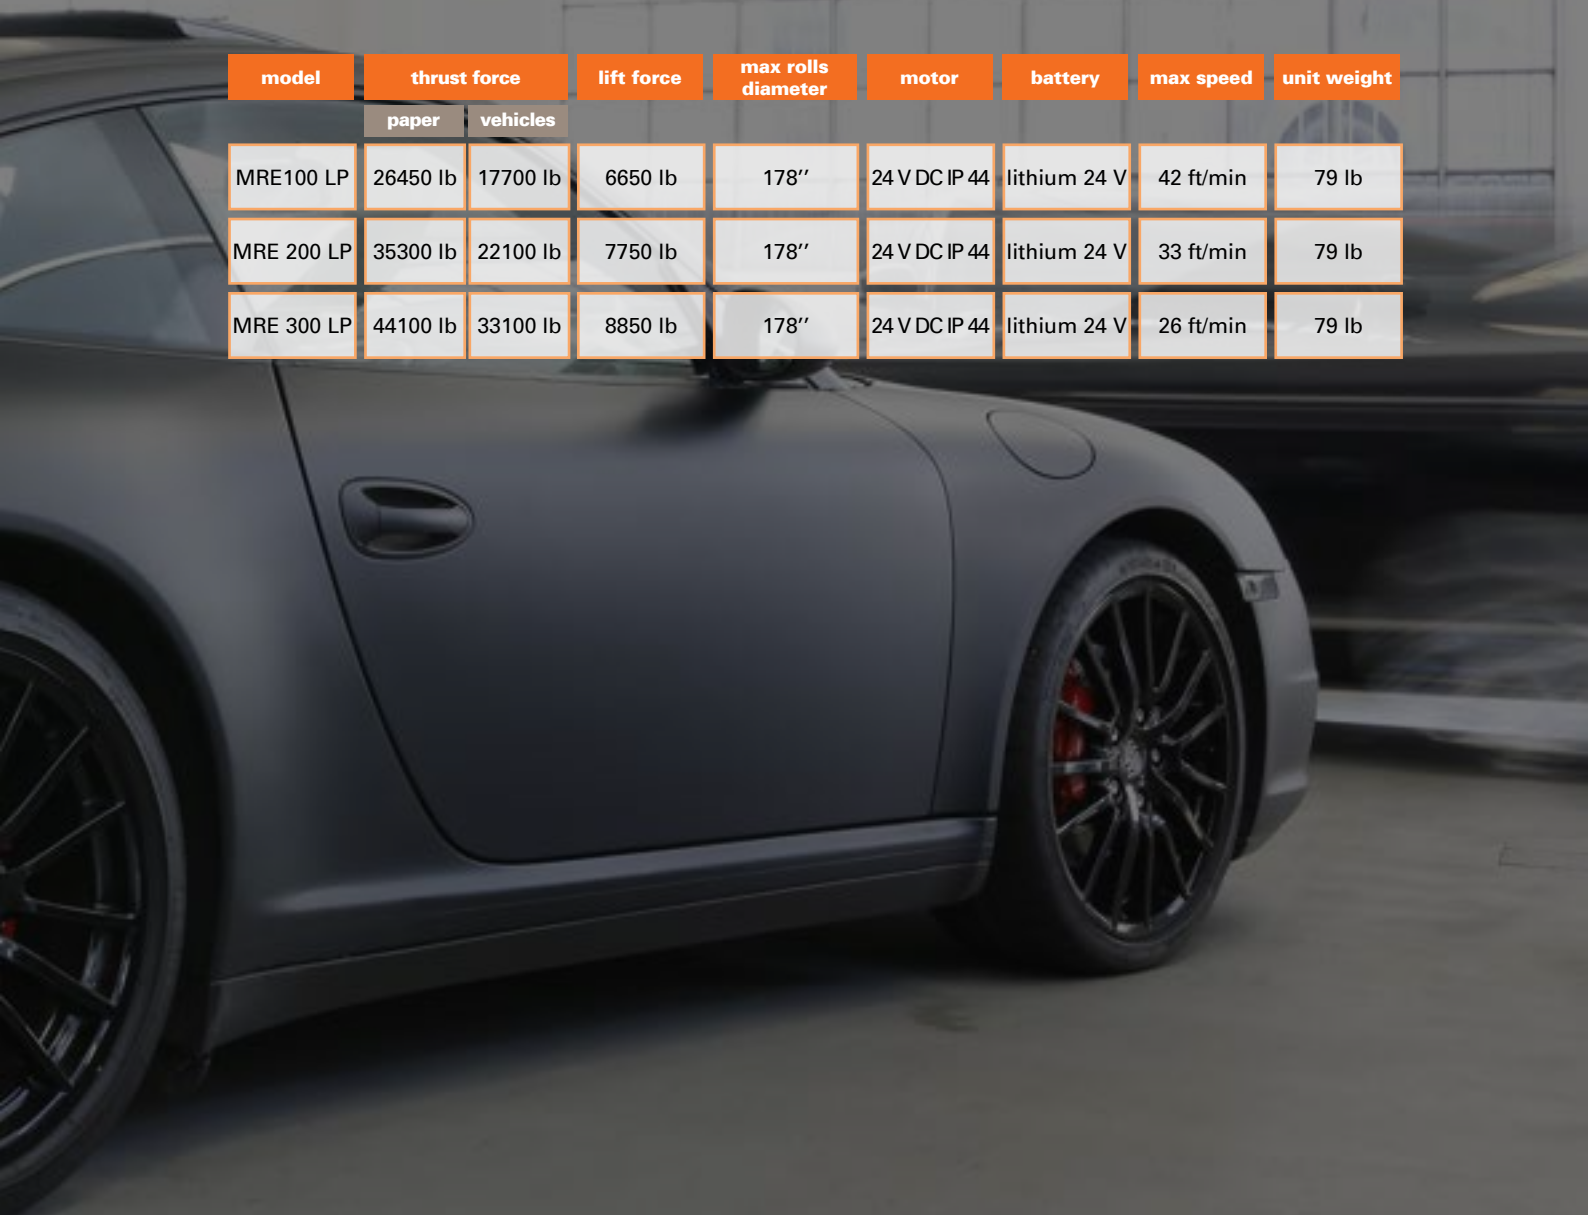 model thrust force lift force max rolls diameter motor battery max speed unit weight
paper vehicles
MRE100 LP 26450 lb 17700 lb 6650 lb 178’’ 24 V DC IP 44 lithium 24 V 42 ft/min 79 lb
MRE 200 LP 35300 lb 22100 lb 7750 lb 178’’ 24 V DC IP 44 lithium 24 V 33 ft/min 79 lb
MRE 300 LP 44100 lb 33100 lb 8850 lb 178’’ 24 V DC IP 44 lithium 24 V 26 ft/min 79 lb